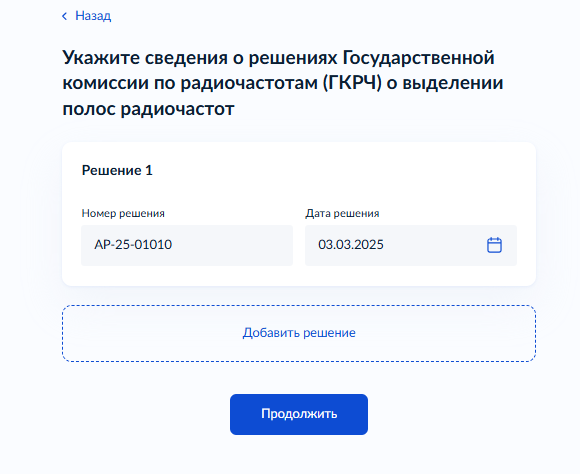 Назад
Укажите сведения о решениях Государственной
комиссии по радиочастотам (ГКРЧ) о выделении
полос радиочастот
Решение 1
Номер решения
Дата решения
АР-25-01010
03.03.2025
Добавить решение
Продолжить